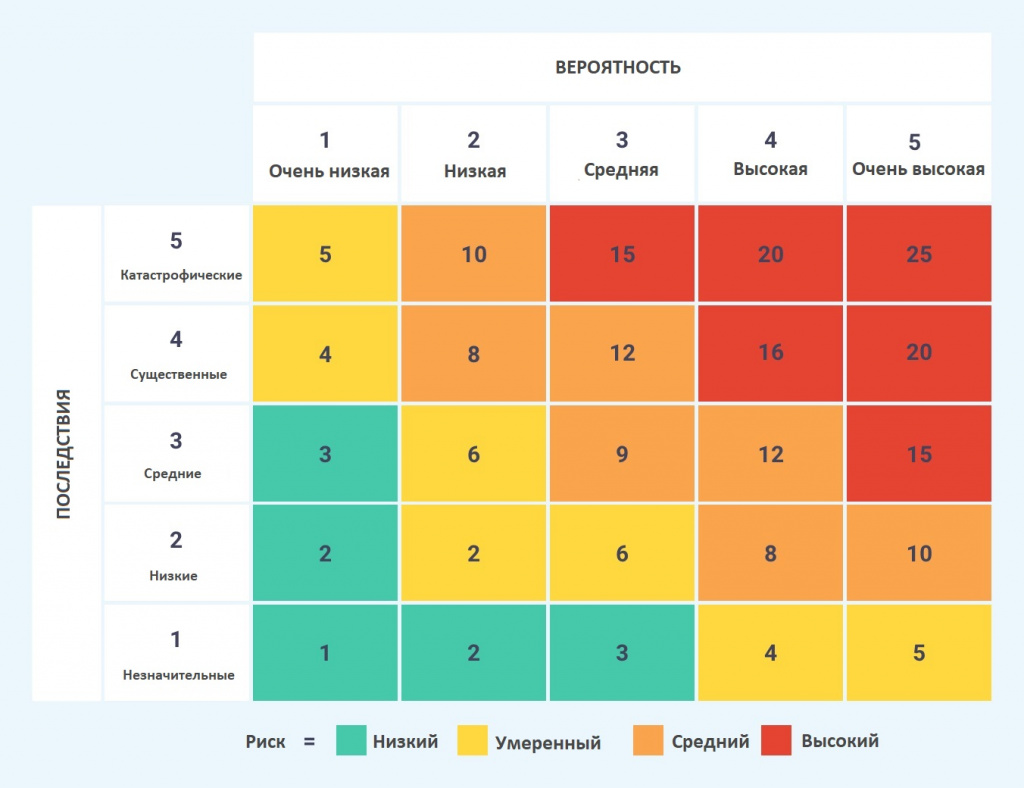 ВЕРОЯТНОСТЬ
1 2 3 4 5
Очень низкая Низкая Средняя Высокая Очень высокая
ПОСЛЕДСТВИЯ
5 5 10 15 20 25
Катастрофические
4 4 8 12 16 20
Существенные
3 3 6 9 12 15
Средние
2 2 2 6 8 10
Низкие
1 1 2 3 4 5
Незначительные
Риск = Низкий Умеренный Средний Высокий